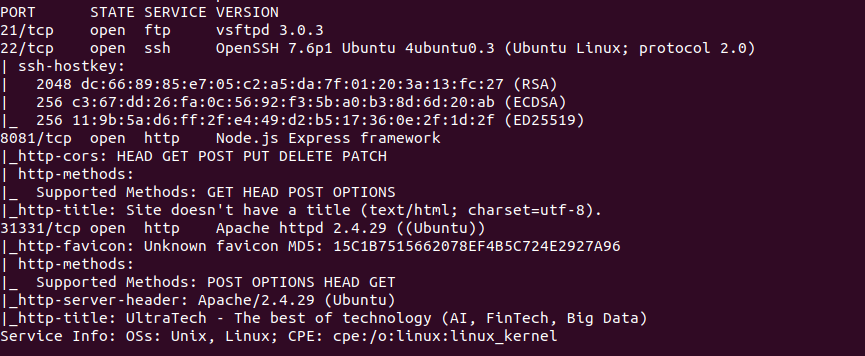 PORT      STATE SERVICE VERSION
21/tcp    open  ftp     vsftpd 3.0.3
22/tcp    open  ssh     OpenSSH 7.6p1 Ubuntu 4ubuntu0.3 (Ubuntu Linux; protocol 2.0)
| ssh-hostkey:
|   2048 dc:66:89:85:e7:05:c2:a5:da:7f:01:20:3a:13:fc:27 (RSA)
|   256 c3:67:dd:26:fa:0c:56:92:f3:5b:a0:b3:8d:6d:20:ab (ECDSA)
|_  256 11:9b:5a:d6:ff:2f:e4:49:d2:b5:17:36:0e:2f:1d:2f (ED25519)
8081/tcp  open  http    Node.js Express framework
|_http-cors: HEAD GET POST PUT DELETE PATCH
| http-methods:
|_  Supported Methods: GET HEAD POST OPTIONS
|_http-title: Site doesn't have a title (text/html; charset=utf-8).
31331/tcp open  http    Apache httpd 2.4.29 ((Ubuntu))
|_http-favicon: Unknown favicon MD5: 15C1B7515662078EF4B5C724E2927A96
| http-methods:
|_  Supported Methods: POST OPTIONS HEAD GET
|_http-server-header: Apache/2.4.29 (Ubuntu)
|_http-title: UltraTech - The best of technology (AI, FinTech, Big Data)
Service Info: OSs: Unix, Linux; CPE: cpe:/o:linux:linux_kernel